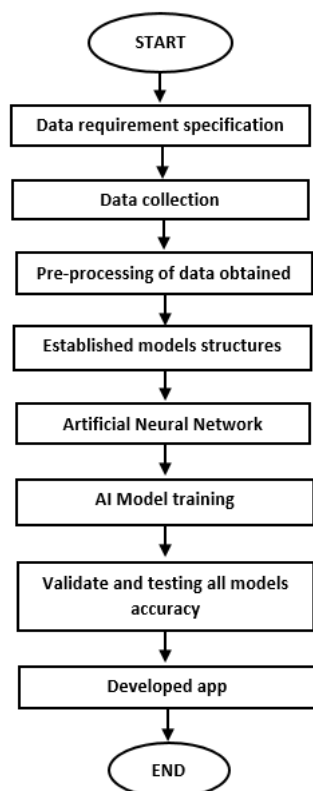 START
Data requirement specification
Data collection
Pre-processing of data obtained
Established models structures
Artificial Neural Network
AI Model training
Validate and testing all models
accuracy
Developed app
END